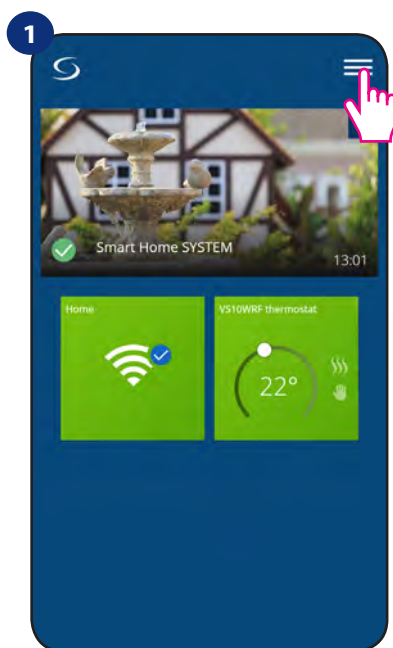 1
Smart Home SYSTEM
13:01
Home
VS10WRF thermostat
22°